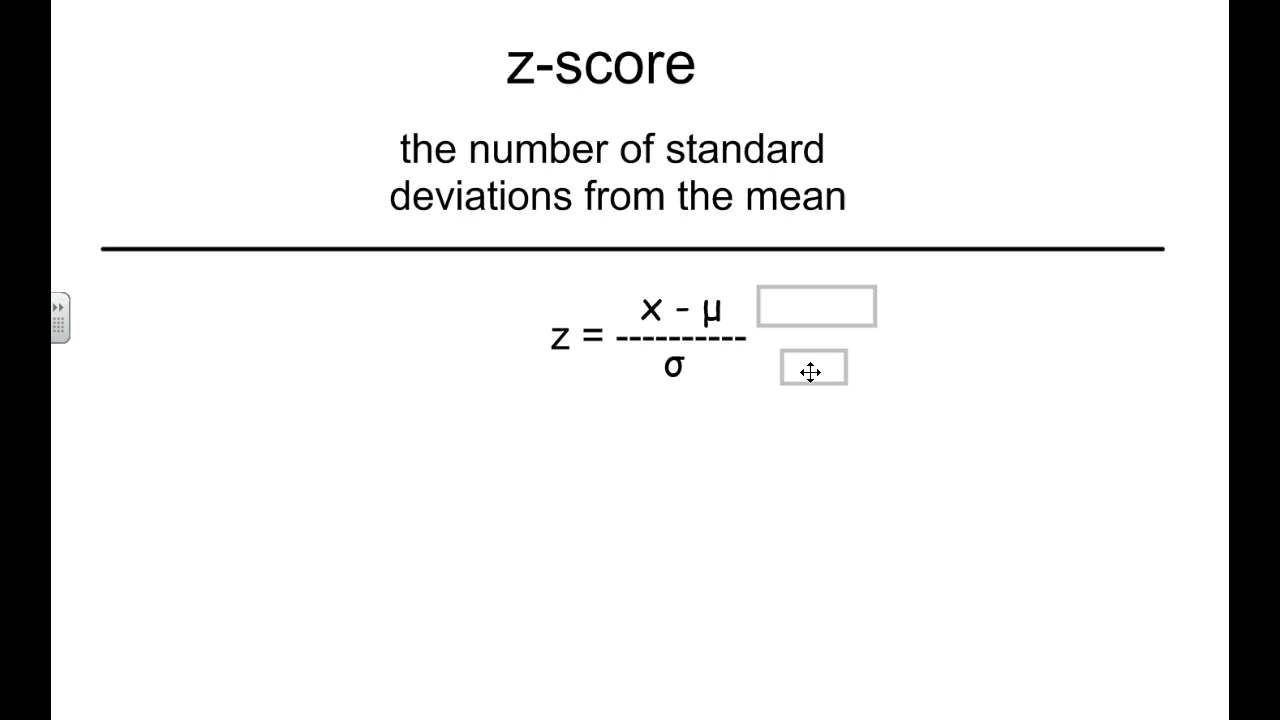 z-score
the number of standard
deviations from the mean
x - μ
z = ----------
σ